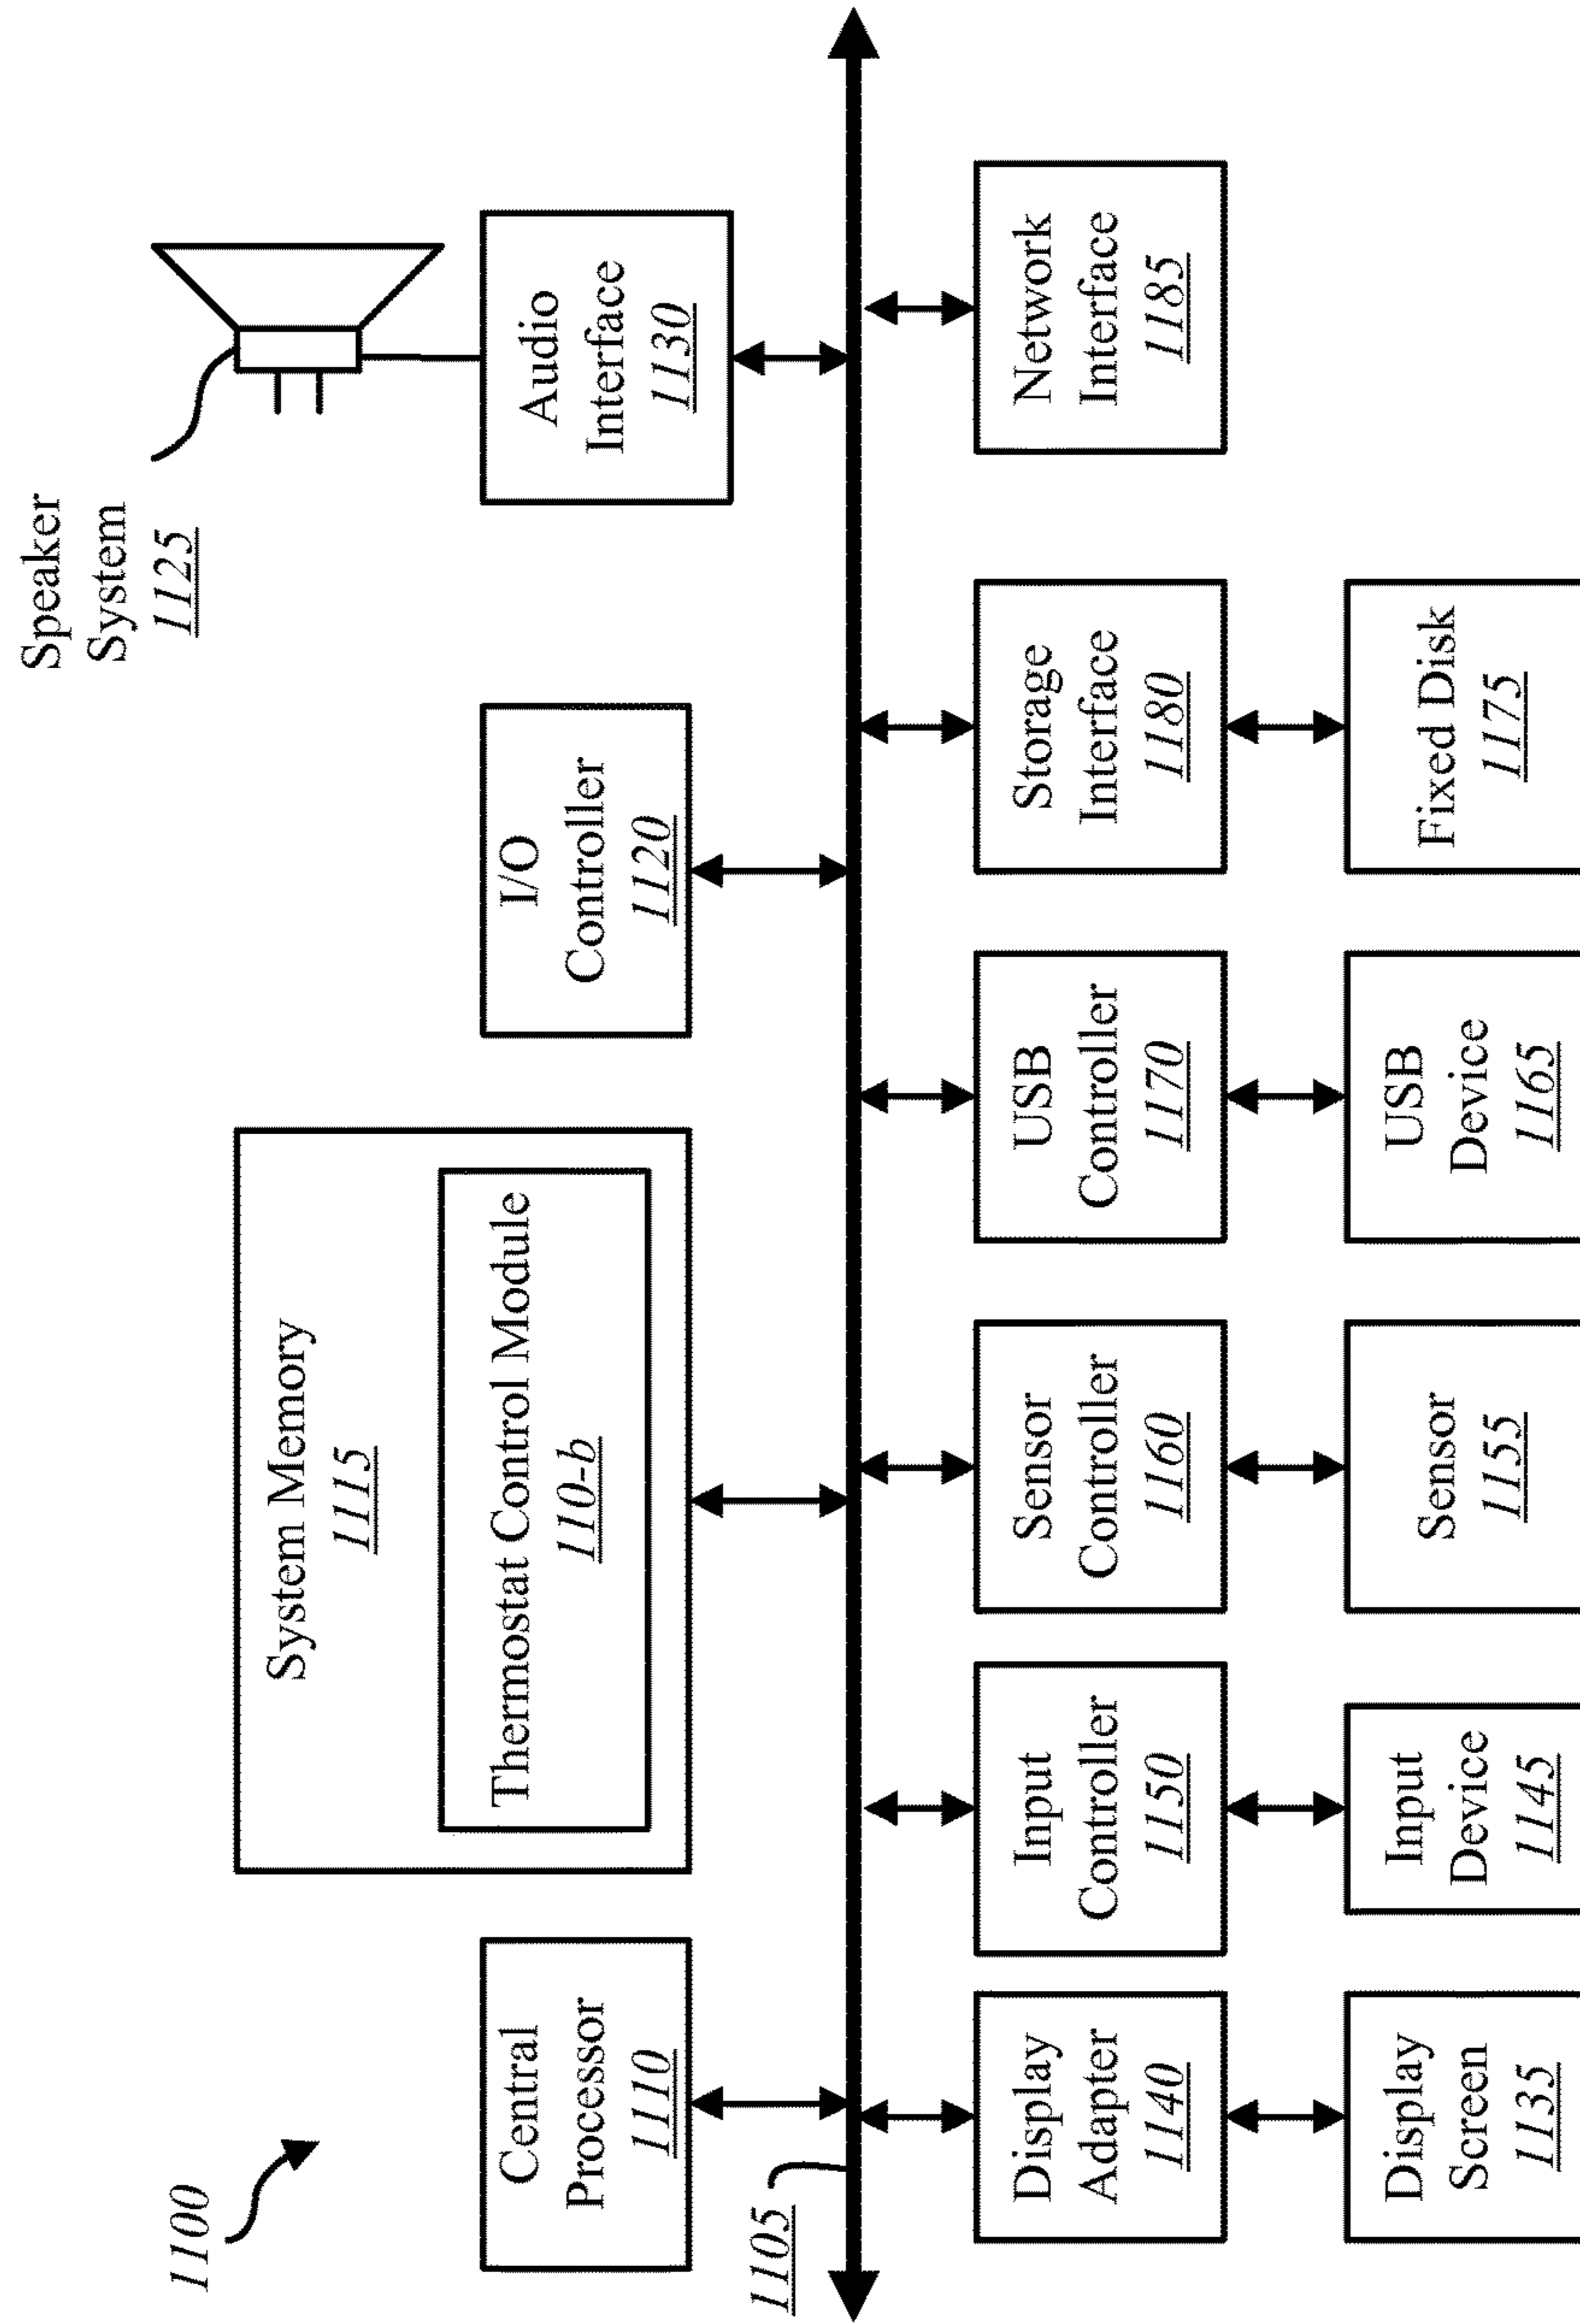 1100
Speaker
System
1125
System Memory
1115
Thermostat Control Module
110-b
Central
Processor
1110
I/O
Controller
1120
Audio
Interface
1130
1105
Display
Adapter
1140
Input
Controller
1150
Sensor
Controller
1160
USB
Controller
1170
Storage
Interface
1180
Network
Interface
1185
Display
Screen
1135
Input
Device
1145
Sensor
1155
USB
Device
1165
Fixed Disk
1175